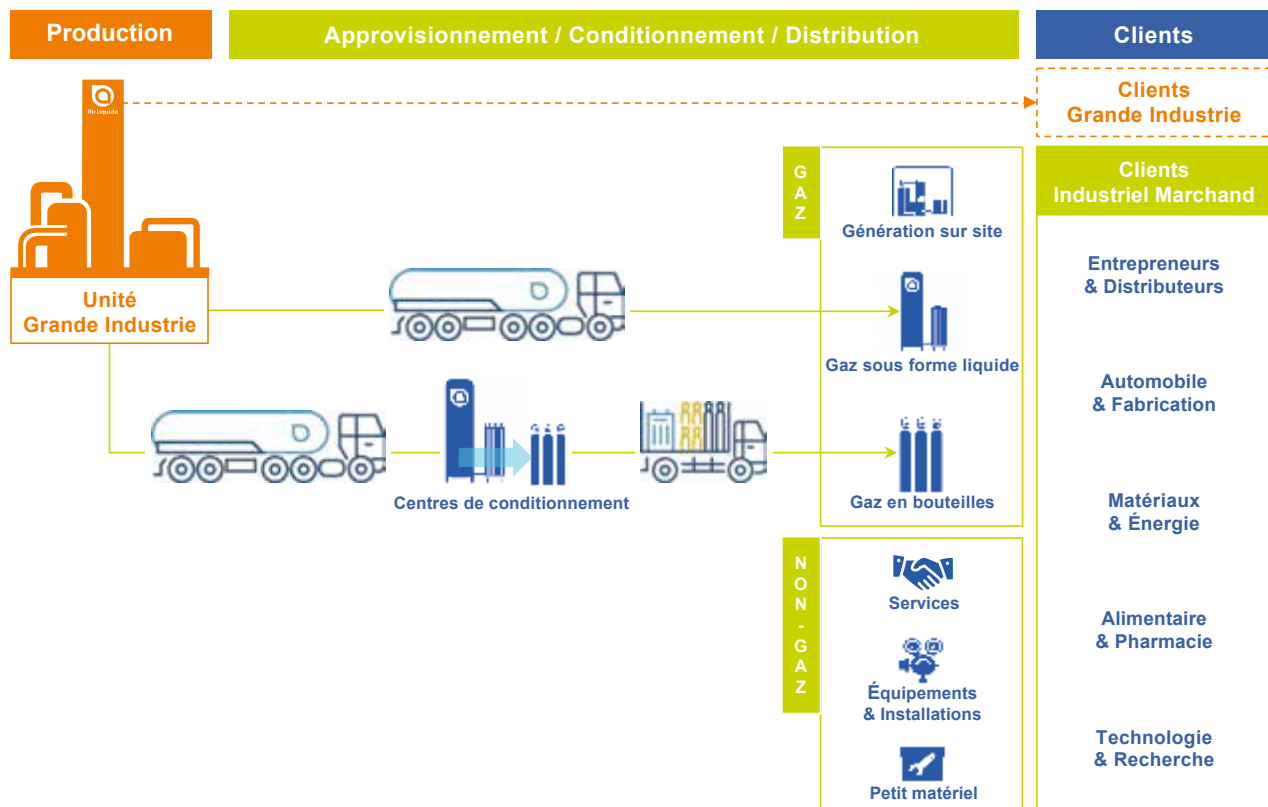 Production
Approvisionnement / Conditionnement / Distribution
Clients
Air Liquide
Clients
Grande Industrie
G
A
Z
Génération sur site
Clients
Industriel Marchand
Unité
Grande Industrie
Gaz sous forme liquide
Entrepreneurs
& Distributeurs
Automobile
& Fabrication
Centres de conditionnement
Gaz en bouteilles
Matériaux
& Énergie
N
O
N
-
G
A
Z
Services
Équipements
& Installations
Petit matériel
Alimentaire
& Pharmacie
Technologie
& Recherche